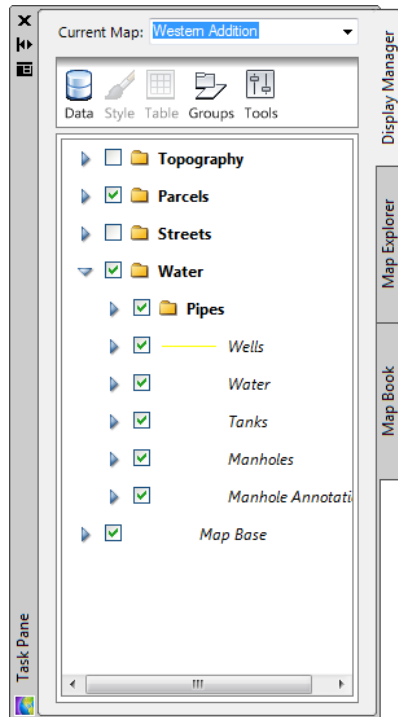 Current Map: Western Addition
Data Style Table Groups Tools
Topography
Parcels
Streets
Water
Pipes
Wells
Water
Tanks
Manholes
Manhole Annotati
Map Base
Display Manager
Map Explorer
Map Book
Task Pane